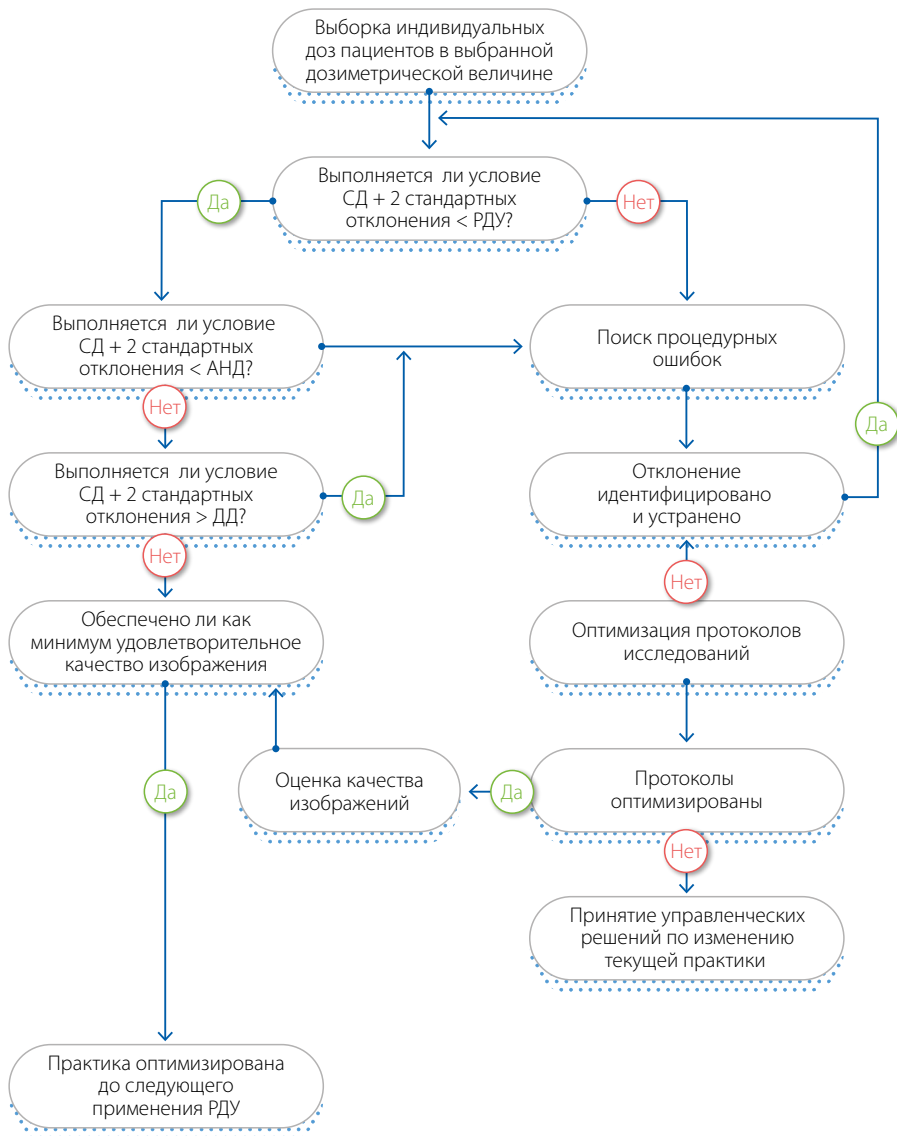 Выборка индивидуальных
доз пациентов в выбранной
дозиметрической величине
Выполняется ли условие
СД + 2 стандартных
отклонения < РДУ?
Да
Нет
Выполняется ли условие
СД + 2 стандартных
отклонения < АНД?
Поиск процедурных
ошибок
Нет
Да
Выполняется ли условие
СД + 2 стандартных
отклонения > ДД?
Да
Отклонение
идентифицировано
и устранено
Нет
Нет
Обеспечено ли как
минимум удовлетворительное
качество изображения
Оптимизация протоколов
исследований
Да
Оценка качества
изображений
Да
Протоколы
оптимизированы
Нет
Принятие управленческих
решений по изменению
текущей практики
Практика оптимизирована
до следующего
применения РДУ